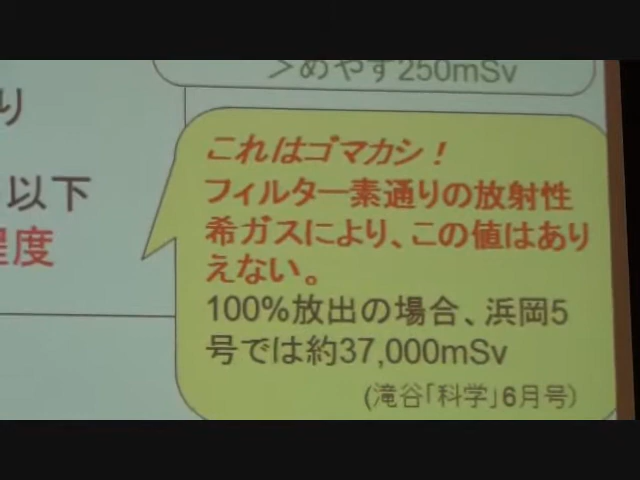 >めやす250mSv
り
以下
程度
これはゴマカシ！
フィルター素通りの放射性
希ガスにより、この値はあり
えない。
100%放出の場合、浜岡5
号では約37,000mSv
(滝谷「科学」6月号)